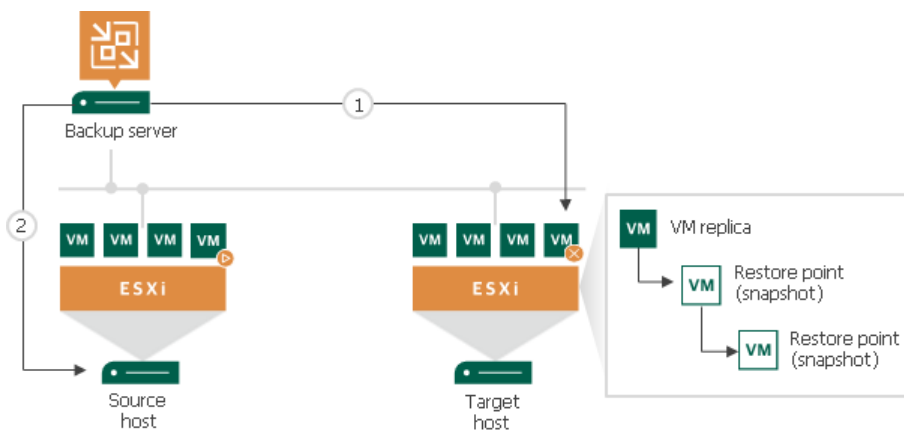 1
Backup server
2
VM VM VM VM
VM VM VM VM
ESXi
ESXi
Source
host
Target
host
VM
VM replica
VM
Restore point
(snapshot)
VM
Restore point
(snapshot)